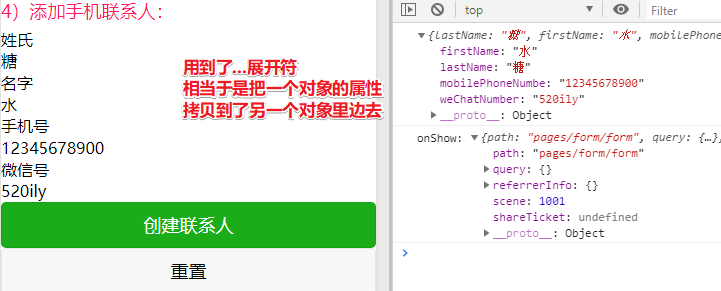 4）添加手机联系人：
姓氏
糖
名字
水
手机号
12345678900
微信号
520ily
创建联系人
重置
用到了...展开符
相当于是把一个对象的属性
拷贝到了另一个对象里边去
top
Filter
{lastName: "糖", firstName: "水", mobilePhone
firstName: "水"
lastName: "糖"
mobilePhoneNumbe: "12345678900"
weChatNumber: "520ily"
__proto__: Object
onShow: {path: "pages/form/form", query: {…},
path: "pages/form/form"
query: {}
referrerInfo: {}
scene: 1001
shareTicket: undefined
__proto__: Object